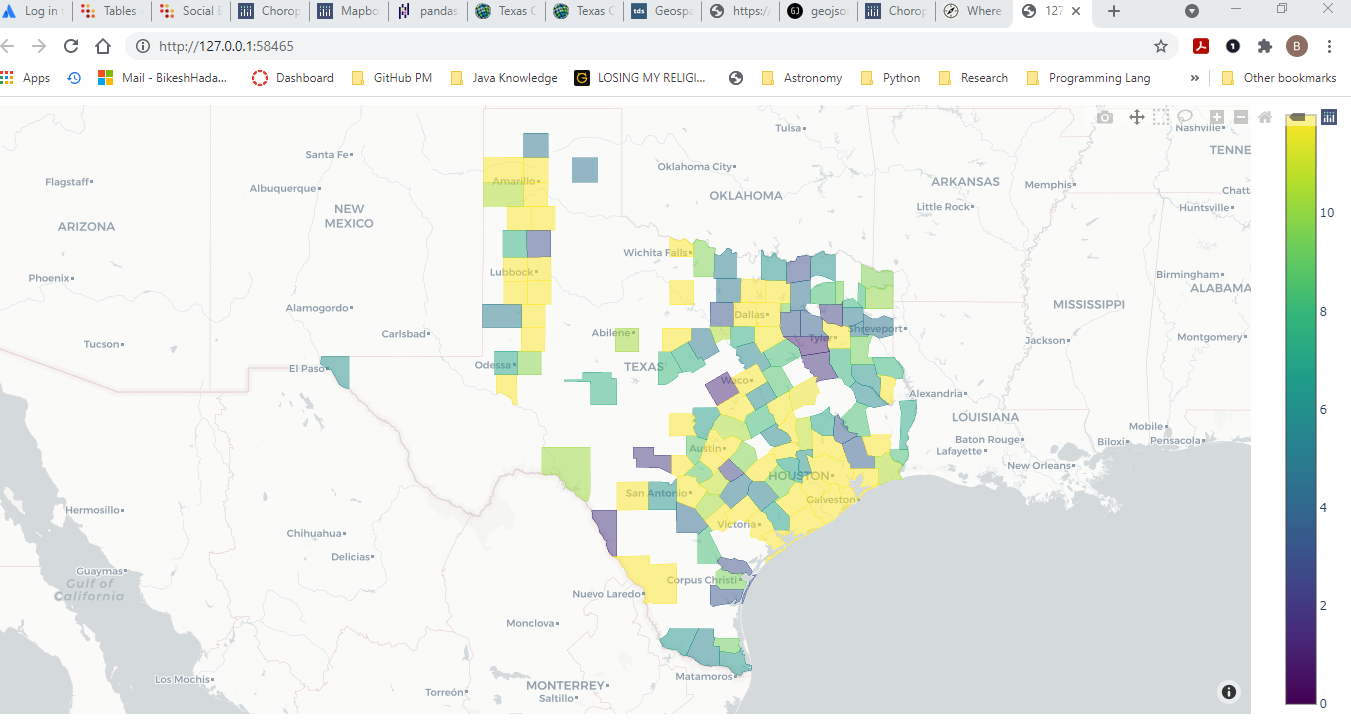 Log in
Tables -
Social
Chorop
Mapbo
pandas
Texas
Texas
Geospa
https:/
geojso
Chorop
Where
127
http://127.0.0.1:58465
B
Apps
Mail - BikeshHada...
Dashboard
GitHub PM
Java Knowledge
LOSING MY RELIGI...
Astronomy
Python
Research
Programming Lang
»
Other bookmarks
Tulsa
Nashville
TENNE
Santa Fe
Oklahoma City
Flagstaff
Amarillo
Albuquerque
ARKANSAS
Memphis
Chatt
OKLAHOMA
NEW
MEXICO
Little Rock
Huntsville
10
ARIZONA
Wichita Falls
Phoenix
Lubbock
Birmingham
ALABAMA
Alamogordo
MISSISSIPPI
8
Carlsbad
Abilene
Dallas
Shreveport
Tucson
Tyler
Jackson
Montgomery
El Paso
Odessa
TEXAS
Waco
Alexandria
6
LOUISIANA
Mobile
Baton Rouge
Biloxi
Pensacola
Austin
Lafayette
New Orleans
HOUSTON
San Antonio
Galveston
Hermosillo
4
Victoria
Chihuahua
Delicias
Guaymas
Gulf of
California
Corpus Christi
Nuevo Laredo
2
Monclova
Los Mochis
Matamoros
MONTERREY
Torreón
Saltillo
0